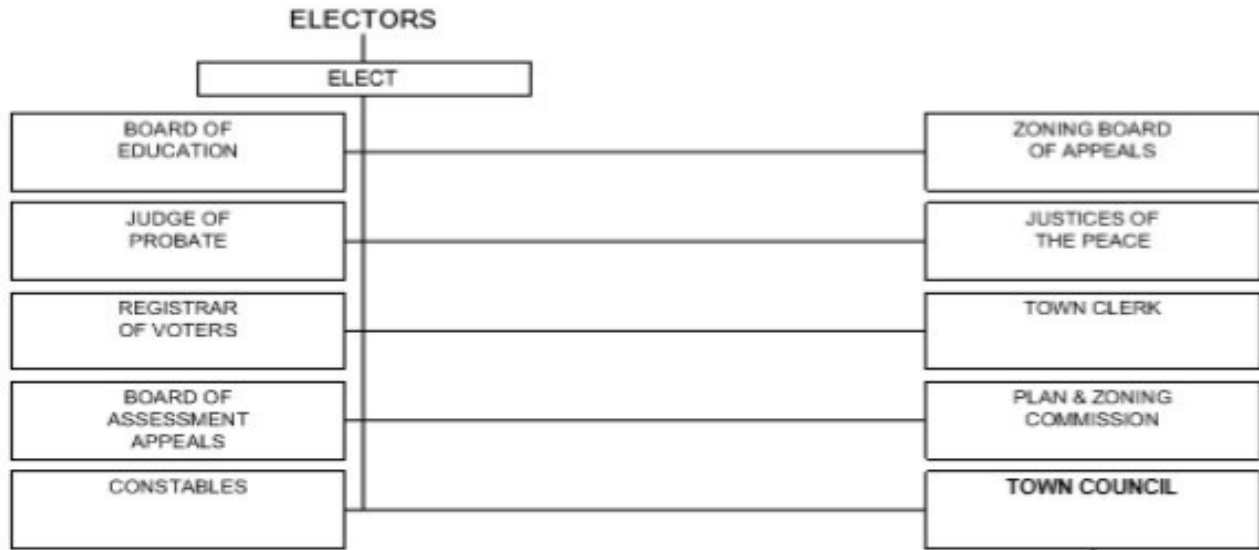 ELECTORS
ELECT
BOARD OF
EDUCATION
ZONING BOARD
OF APPEALS
JUDGE OF
PROBATE
JUSTICES OF
THE PEACE
REGISTRAR
OF VOTERS
TOWN CLERK
BOARD OF
ASSESSMENT
APPEALS
PLAN & ZONING
COMMISSION
CONSTABLES
TOWN COUNCIL